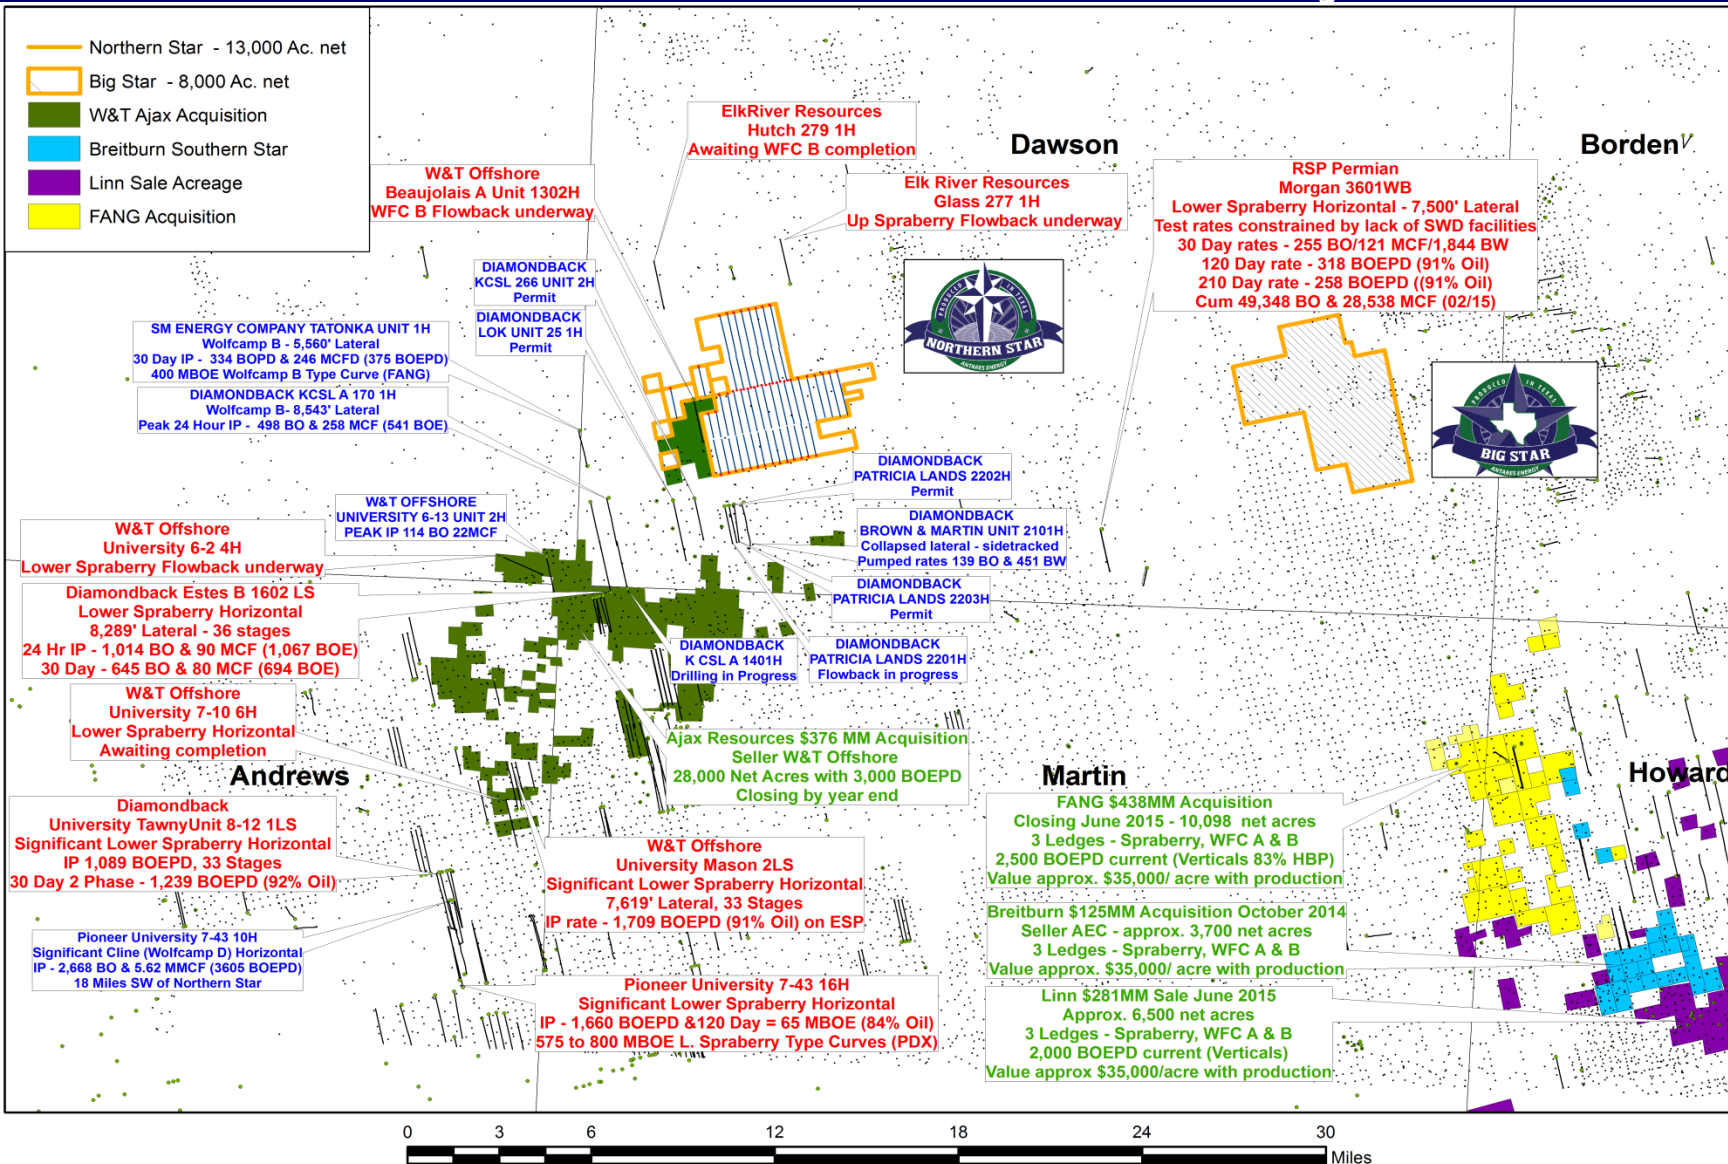 Northern Star - 13,000 Ac. net
Big Star - 8,000 Ac. net
W&T Ajax Acquisition
Breitburn Southern Star
Linn Sale Acreage
FANG Acquisition
ElkRiver Resources
Hutch 279 1H
Awaiting WFC B completion
Dawson
Borden
W&T Offshore
Beaujolais A Unit 1302H
WFC B Flowback underway
Elk River Resources
Glass 277 1H
Up Spraberry Flowback underway
RSP Permian
Morgan 3601WB
Lower Spraberry Horizontal - 7,500' Lateral
Test rates constrained by lack of SWD facilities
30 Day rates - 255 BO/121 MCF/1,844 BW
120 Day rate - 318 BOEPD (91% Oil)
210 Day rate - 258 BOEPD ((91% Oil)
Cum 49,348 BO & 28,538 MCF (02/15)
DIAMONDBACK
KCSL 266 UNIT 2H
Permit
DIAMONDBACK
LOK UNIT 25 1H
Permit
PRODUCED IN TEXAS
NORTHERN STAR
ANTARES ENERGY
SM ENERGY COMPANY TATONKA UNIT 1H
Wolfcamp B - 5,560' Lateral
30 Day IP - 334 BOPD & 246 MCFD (375 BOEPD)
400 MBOE Wolfcamp B Type Curve (FANG)
DIAMONDBACK KCSL A 170 1H
Wolfcamp B- 8,543' Lateral
Peak 24 Hour IP - 498 BO & 258 MCF (541 BOE)
PRODUCED IN TEXAS
BIG STAR
ANTARES ENERGY
DIAMONDBACK
PATRICIA LANDS 2202H
Permit
W&T OFFSHORE
UNIVERSITY 6-13 UNIT 2H
PEAK IP 114 BO 22MCF
DIAMONDBACK
BROWN & MARTIN UNIT 2101H
Collapsed lateral - sidetracked
Pumped rates 139 BO & 451 BW
W&T Offshore
University 6-2 4H
Lower Spraberry Flowback underway
DIAMONDBACK
PATRICIA LANDS 2203H
Permit
Diamondback Estes B 1602 LS
Lower Spraberry Horizontal
8,289' Lateral - 36 stages
24 Hr IP - 1,014 BO & 90 MCF (1,067 BOE)
30 Day - 645 BO & 80 MCF (694 BOE)
DIAMONDBACK
K CSL A 1401H
Drilling in Progress
DIAMONDBACK
PATRICIA LANDS 2201H
Flowback in progress
W&T Offshore
University 7-10 6H
Lower Spraberry Horizontal
Awaiting completion
Ajax Resources $376 MM Acquisition
Seller W&T Offshore
28,000 Net Acres with 3,000 BOEPD
Closing by year end
Andrews
Martin
Howard
Diamondback
University TawnyUnit 8-12 1LS
Significant Lower Spraberry Horizontal
IP 1,089 BOEPD, 33 Stages
30 Day 2 Phase - 1,239 BOEPD (92% Oil)
FANG $438MM Acquisition
Closing June 2015 - 10,098 net acres
3 Ledges - Spraberry, WFC A & B
2,500 BOEPD current (Verticals 83% HBP)
Value approx. $35,000/ acre with production
W&T Offshore
University Mason 2LS
Significant Lower Spraberry Horizontal
7,619' Lateral, 33 Stages
IP rate - 1,709 BOEPD (91% Oil) on ESP
Breitburn $125MM Acquisition October 2014
Seller AEC - approx. 3,700 net acres
3 Ledges - Spraberry, WFC A & B
Value approx. $35,000/ acre with production
Pioneer University 7-43 10H
Significant Cline (Wolfcamp D) Horizontal
IP - 2,668 BO & 5.62 MMCF (3605 BOEPD)
18 Miles SW of Northern Star
Pioneer University 7-43 16H
Significant Lower Spraberry Horizontal
IP - 1,660 BOEPD &120 Day = 65 MBOE (84% Oil)
575 to 800 MBOE L. Spraberry Type Curves (PDX)
Linn $281MM Sale June 2015
Approx. 6,500 net acres
3 Ledges - Spraberry, WFC A & B
2,000 BOEPD current (Verticals)
Value approx $35,000/acre with production
0 3 6 12 18 24 30
Miles